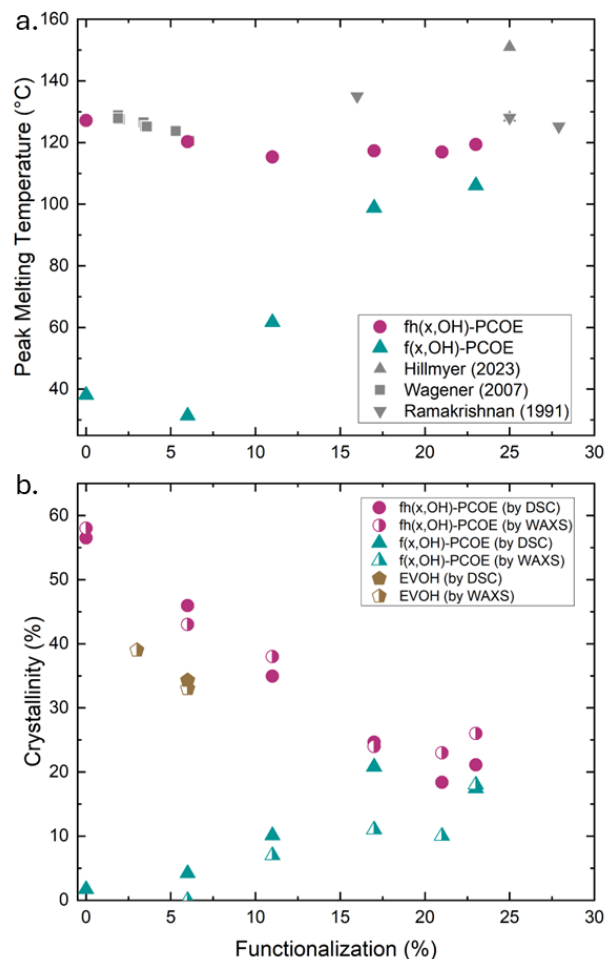 a.
160
140
120
100
80
60
40
Peak Melting Temperature (°C)
fh(x,OH)-PCOE
f(x,OH)-PCOE
Hillmyer (2023)
Wagener (2007)
Ramakrishnan (1991)
0 5 10 15 20 25 30
b.
60
50
40
30
20
10
0
Crystallinity (%)
fh(x,OH)-PCOE (by DSC)
fh(x,OH)-PCOE (by WAXS)
f(x,OH)-PCOE (by DSC)
f(x,OH)-PCOE (by WAXS)
EVOH (by DSC)
EVOH (by WAXS)
0 5 10 15 20 25 30
Functionalization (%)